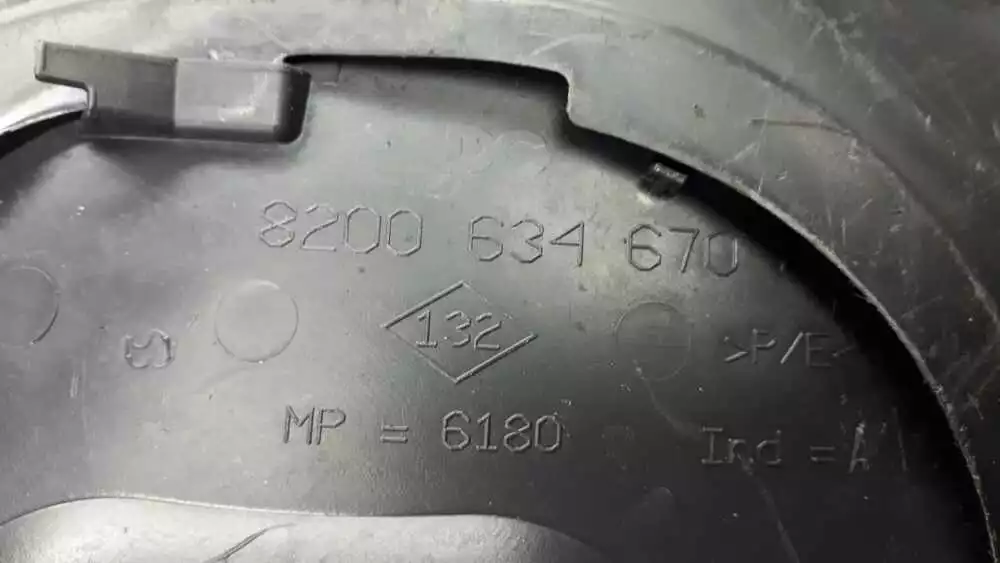 8200 634 670
132 >P/E<
MP = 6180 Ind = A